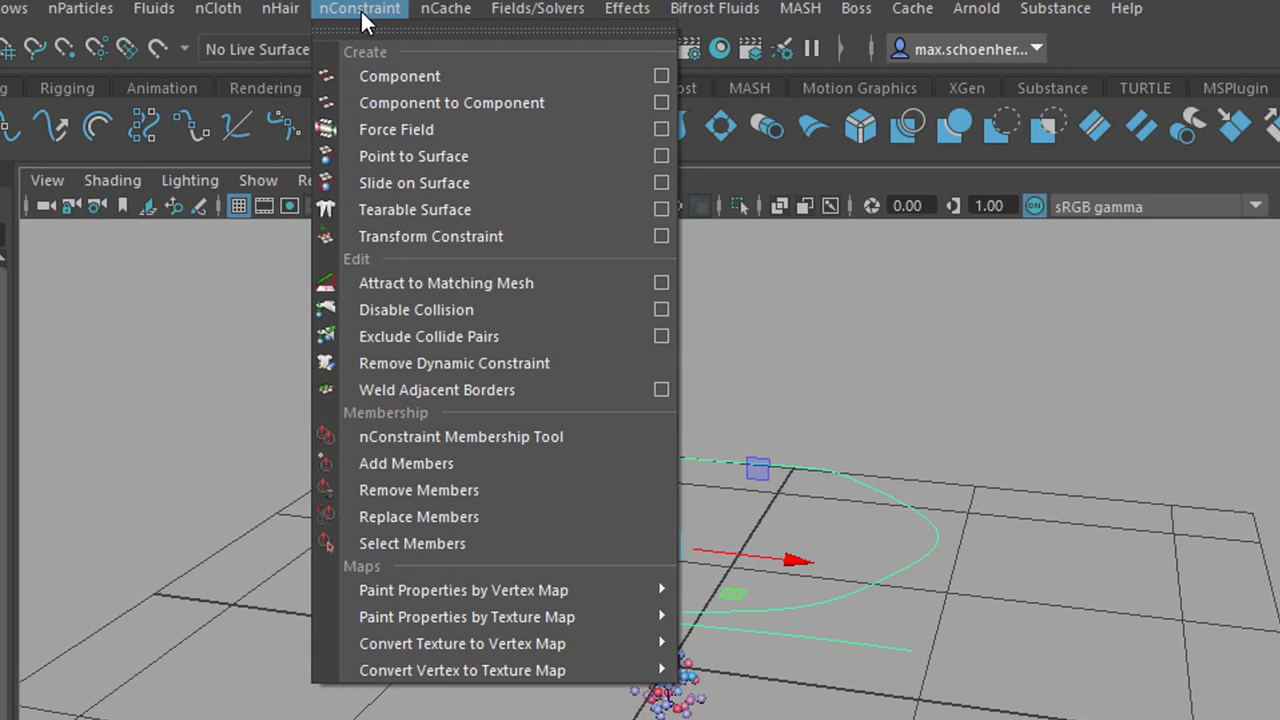 ows nParticles Fluids nCloth nHair nConstraint nCache Fields/Solvers Effects Bifrost Fluids MASH Boss Cache Arnold Substance Help
No Live Surface max.schoenher...
g Rigging Animation Rendering ost MASH Motion Graphics XGen Substance TURTLE MSPlugin
View Shading Lighting Show Re
0.00 1.00 ON sRGB gamma
Create
Component
Component to Component
Force Field
Point to Surface
Slide on Surface
Tearable Surface
Transform Constraint
Edit
Attract to Matching Mesh
Disable Collision
Exclude Collide Pairs
Remove Dynamic Constraint
Weld Adjacent Borders
Membership
nConstraint Membership Tool
Add Members
Remove Members
Replace Members
Select Members
Maps
Paint Properties by Vertex Map
Paint Properties by Texture Map
Convert Texture to Vertex Map
Convert Vertex to Texture Map